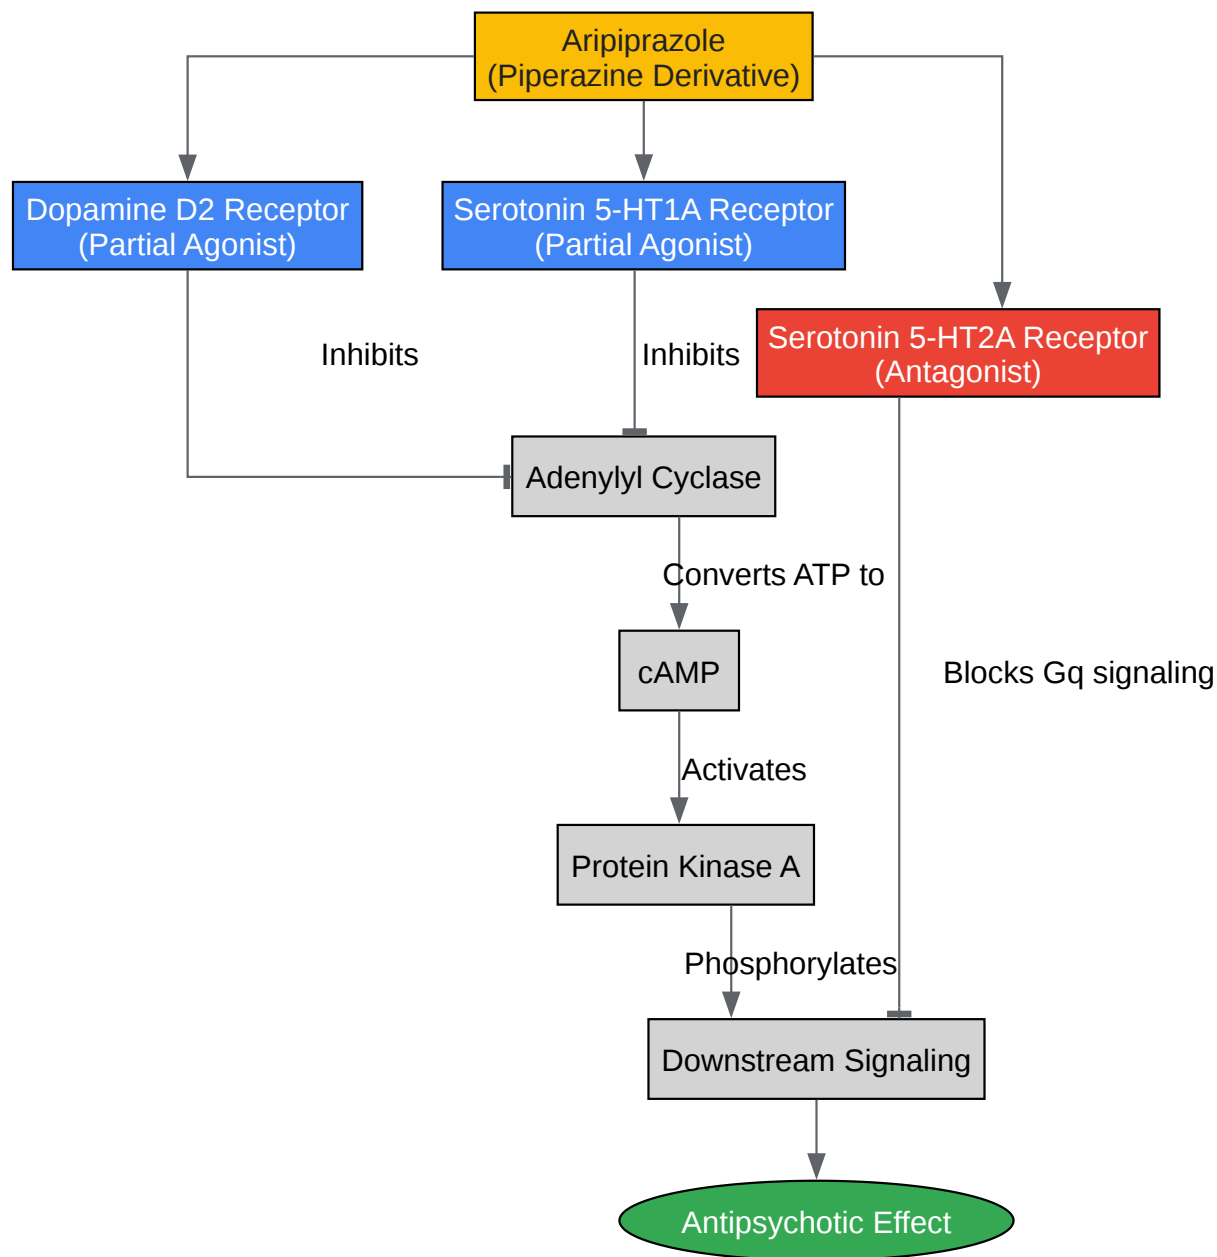 Aripiprazole
(Piperazine Derivative)
Dopamine D2 Receptor
(Partial Agonist)
Serotonin 5-HT1A Receptor
(Partial Agonist)
Serotonin 5-HT2A Receptor
(Antagonist)
Inhibits
Inhibits
Adenylyl Cyclase
Converts ATP to
cAMP
Blocks Gq signaling
Activates
Protein Kinase A
Phosphorylates
Downstream Signaling
Antipsychotic Effect